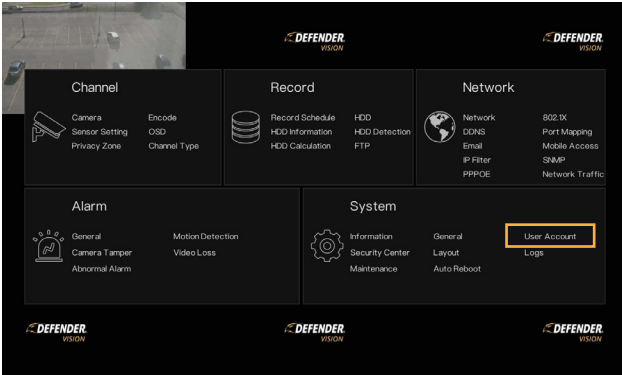 DEFENDER
VISION
DEFENDER
VISION
Channel
Camera
Encode
Sensor Setting
OSD
Privacy Zone
Channel Type
Record
Record Schedule
HDD
HDD Information
HDD Detection
HDD Calculation
FTP
Network
Network
802.1X
DDNS
Port Mapping
Email
Mobile Access
IP Filter
SNMP
PPPOE
Network Traffic
Alarm
General
Motion Detection
Camera Tamper
Video Loss
Abnormal Alarm
System
Information
General
User Account
Security Center
Layout
Logs
Maintenance
Auto Reboot
DEFENDER
VISION
DEFENDER
VISION
DEFENDER
VISION